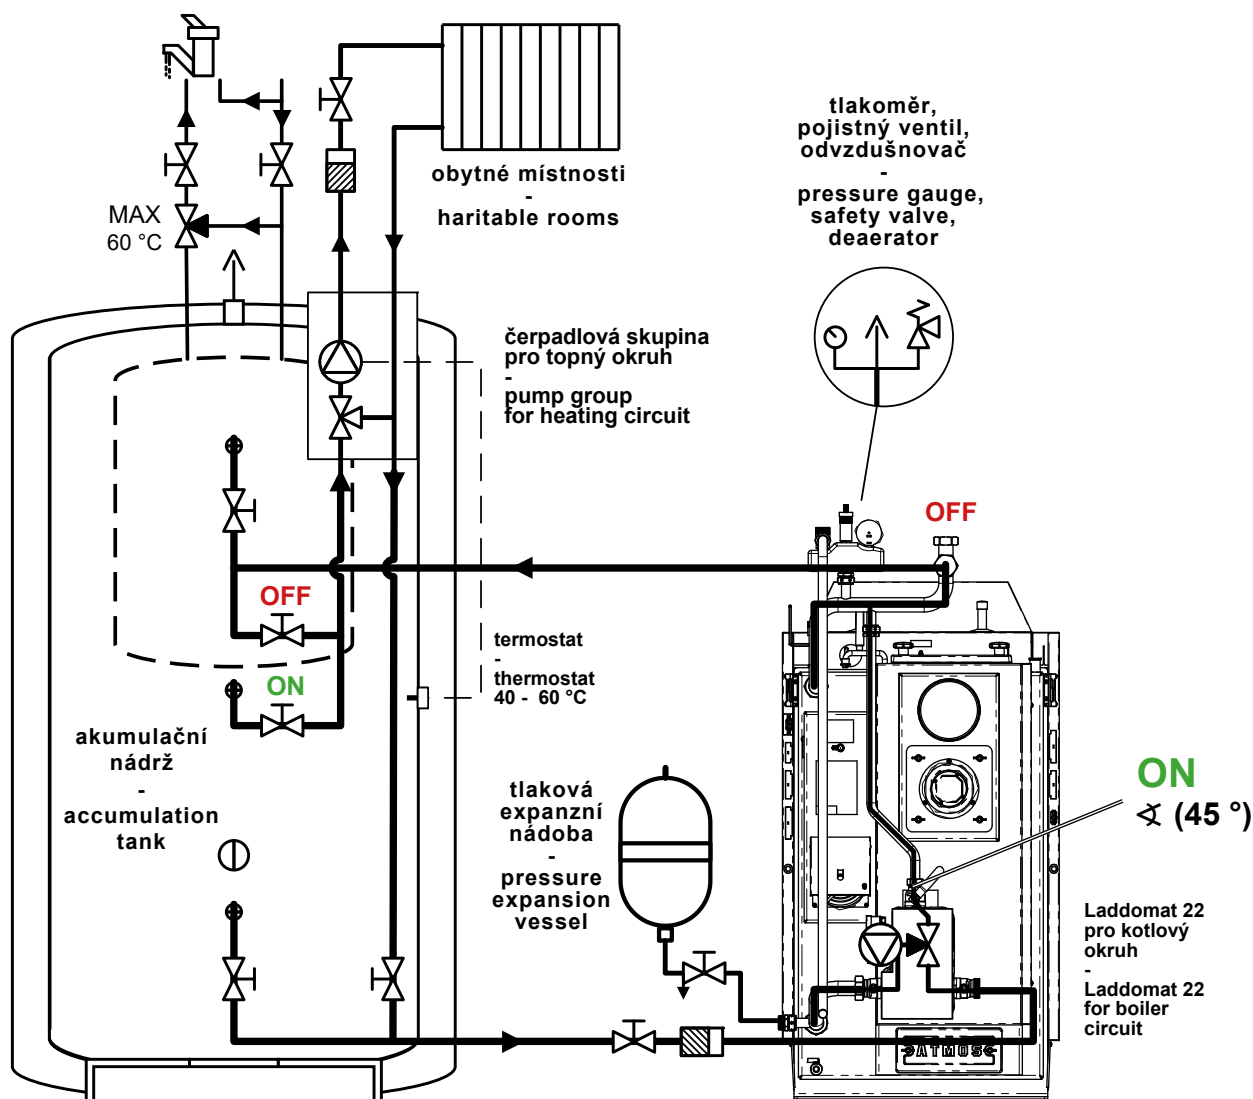 MAX
60 °C
obytné místnosti
-
haritable rooms
tlakoměr,
pojistný ventil,
odvzdušnovač
-
pressure gauge,
safety valve,
deaerator
čerpadlová skupina
pro topný okruh
-
pump group
for heating circuit
OFF
OFF
ON
termostat
-
thermostat
40 - 60 °C
akumulační
nádrž
-
accumulation
tank
tlaková
expanzní
nádoba
-
pressure
expansion
vessel
ON
∢ (45 °)
Laddomat 22
pro kotlový
okruh
-
Laddomat 22
for boiler
circuit
ATMOS